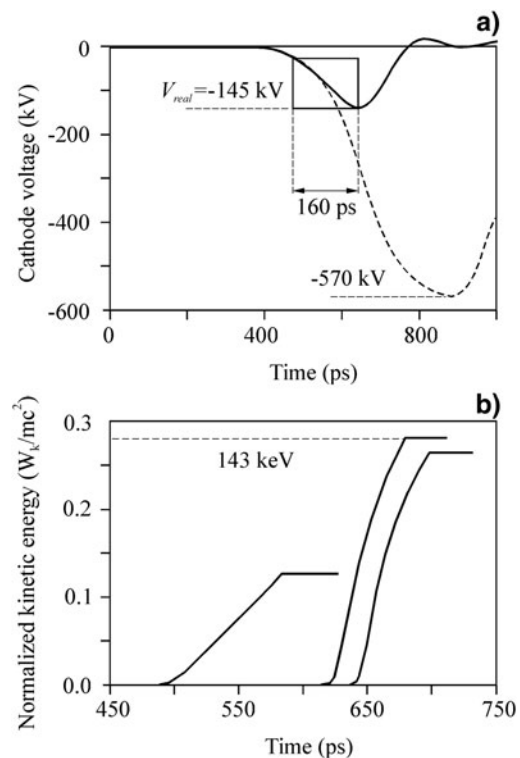 a)
0
V_real=-145 kV
-200
160 ps
-400
-570 kV
-600
0
400
800
Cathode voltage (kV)
Time (ps)
b)
0.3
143 keV
0.2
0.1
0.0
450
550
650
750
Normalized kinetic energy (W_k/mc²)
Time (ps)